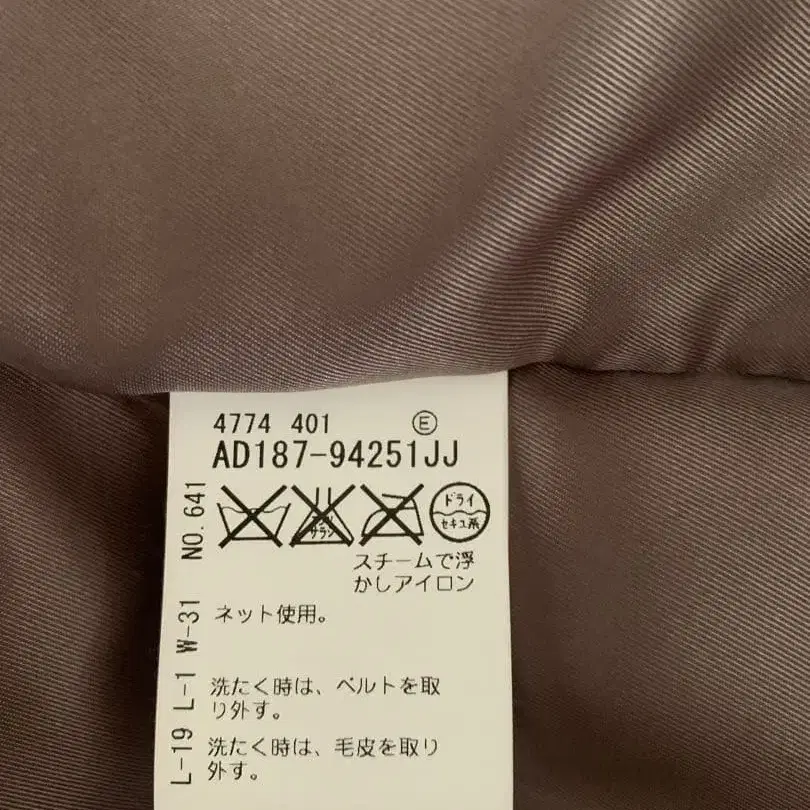 4774 401 Ⓔ
AD187-94251JJ
ドライ
セキユ系
スチームで浮
かしアイロン
ネット使用。
洗たく時は、ベルトを取
り外す。
洗たく時は、毛皮を取り
外す。
NO.641
L-19 L-1 W-31